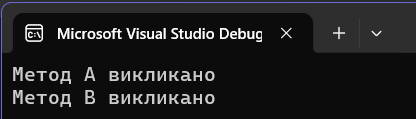 Microsoft Visual Studio Debug
Метод A викликано
Метод B викликано